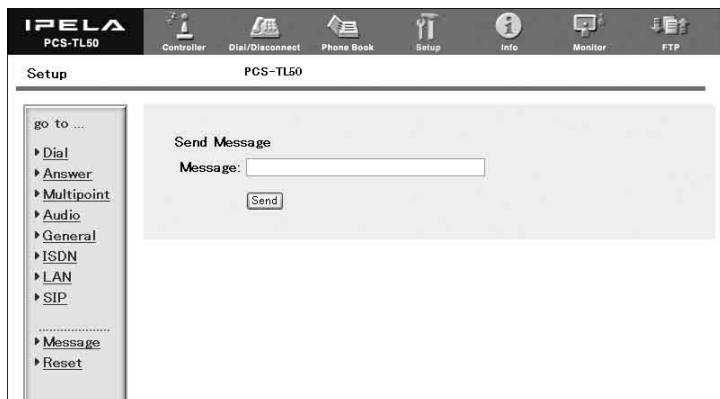 IPELA
PCS-TL50
Controller
Dial/Disconnect
Phone Book
Setup
Info
Monitor
FTP
Setup
PCS-TL50
go to ...
Dial
Answer
Multipoint
Audio
General
ISDN
LAN
SIP
Message
Reset
Send Message
Message:
Send